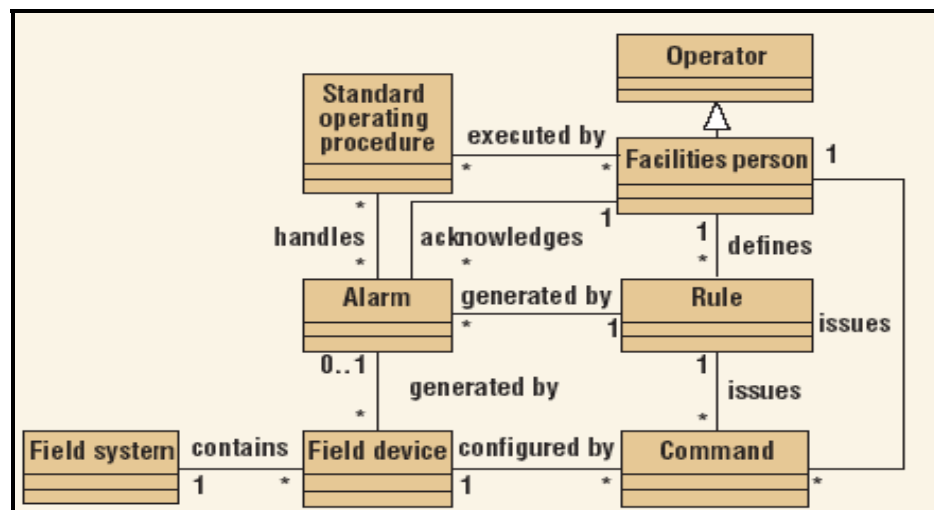 Operator
Standard
operating
procedure
executed by
*
*
Facilities person
1
*
handles
*
acknowledges
*
1
1
defines
*
Alarm
generated by
*
1
Rule
issues
0..1
generated by
*
1
issues
*
Field system
contains
1
*
Field device
configured by
1
*
Command
*